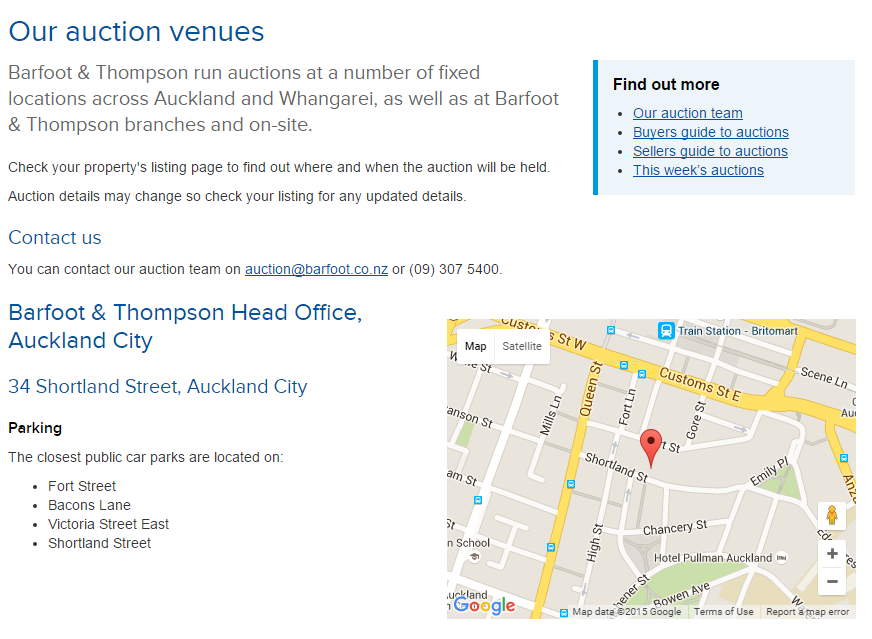 Our auction venues
Barfoot & Thompson run auctions at a number of fixed
locations across Auckland and Whangarei, as well as at Barfoot
& Thompson branches and on-site.
Find out more
Our auction team
Buyers guide to auctions
Sellers guide to auctions
This week's auctions
Check your property's listing page to find out where and when the auction will be held.
Auction details may change so check your listing for any updated details.
Contact us
You can contact our auction team on auction@barfoot.co.nz or (09) 307 5400.
Barfoot & Thompson Head Office,
Auckland City
34 Shortland Street, Auckland City
Parking
The closest public car parks are located on:
Fort Street
Bacons Lane
Victoria Street East
Shortland Street
Customs St W
Train Station - Britomart
Map
Satellite
Customs St E
Scene Ln
Queen St
Fort Ln
Gore St
Mills Ln
anson St
rt St
Shortland St
Emily Pl
am St
Anza
St
High St
Chancery St
n School
Hotel Pullman Auckland
Bowen Ave
uckland
Google
Map data ©2015 Google
Terms of Use
Report a map error